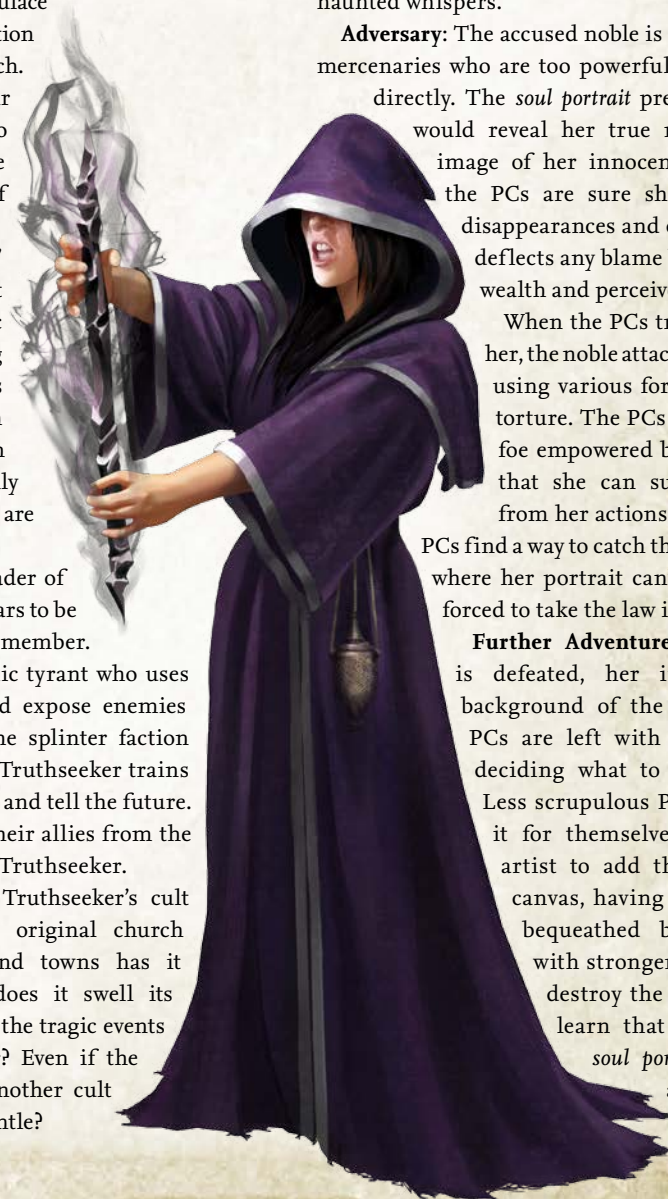 ulace
tion
ch.
r
o
e
f
t
g
s
n
ly
are
der of
ars to be
member.
ic tyrant who uses
d expose enemies
ne splinter faction
Truthseeker trains
and tell the future.
heir allies from the
Truthseeker.
Truthseeker's cult
original church
nd towns has it
does it swell its
the tragic events
? Even if the
nother cult
ntle?
haunted whispers.
Adversary: The accused noble is
mercenaries who are too powerful
directly. The soul portrait pre
would reveal her true
image of her innocen
the PCs are sure sh
disappearances and
deflects any blame
wealth and perceive
When the PCs tr
her, the noble attac
using various for
torture. The PCs
foe empowered b
that she can su
from her actions
PCs find a way to catch th
where her portrait can
forced to take the law i
Further Adventure
is defeated, her i
background of the
PCs are left with
deciding what to
Less scrupulous P
it for themselve
artist to add th
canvas, having
bequeathed b
with stronger
destroy the
learn that
soul por